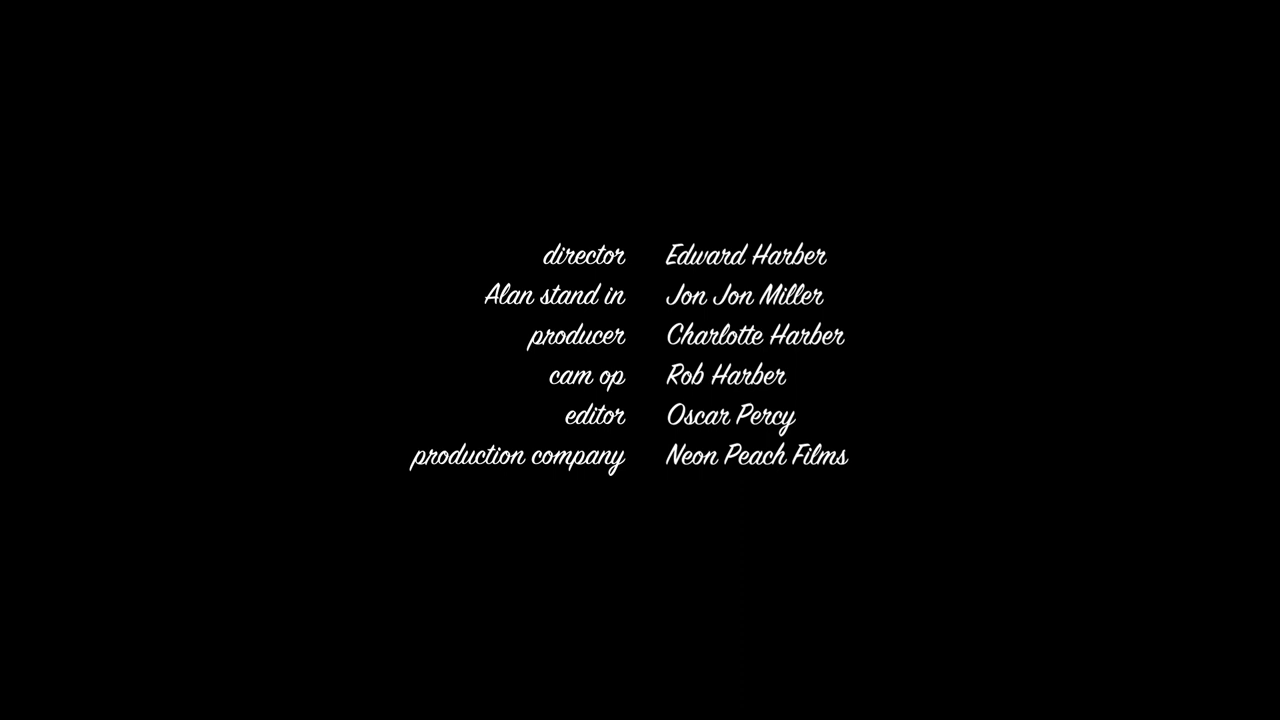 director Edward Harber
Alan stand in Jon Jon Miller
producer Charlotte Harber
cam op Rob Harber
editor Oscar Percy
production company Neon Peach Films